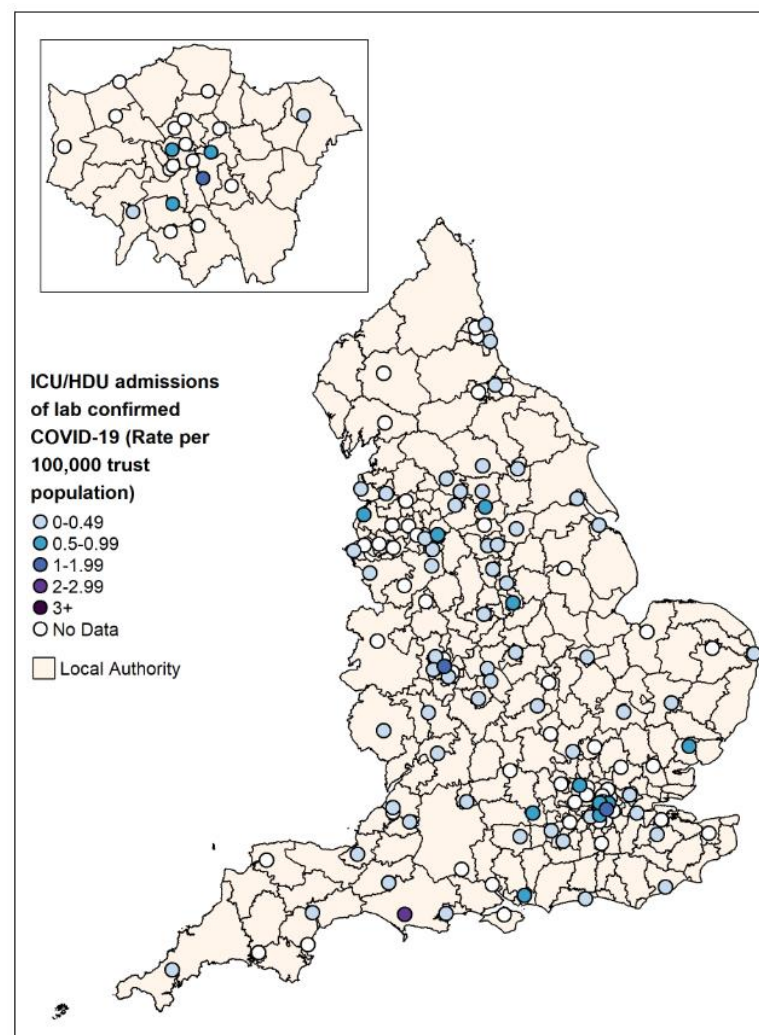 ICU/HDU admissions
of lab confirmed
COVID-19 (Rate per
100,000 trust
population)
0-0.49
0.5-0.99
1-1.99
2-2.99
3+
No Data
Local Authority